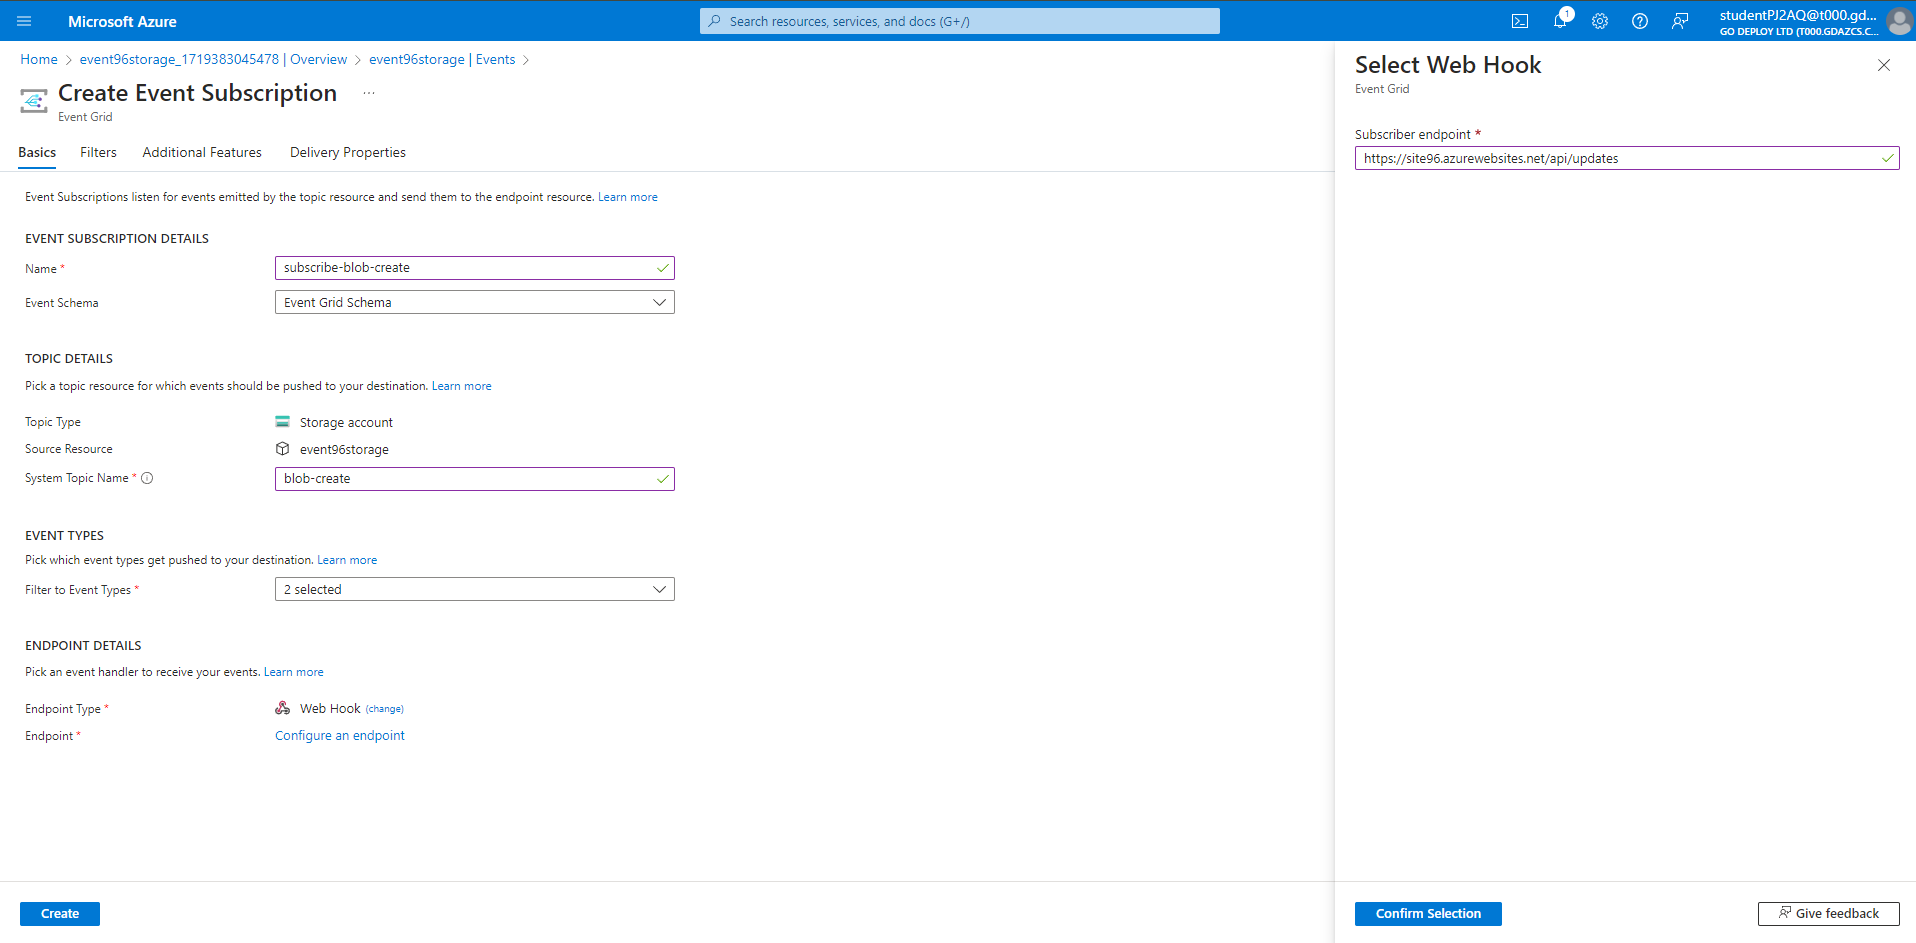 Microsoft Azure
Search resources, services, and docs (G+/)
1
studentPJ2AQ@t000.gd...
GO DEPLOY LTD (T000.GDAZCS.C...
Home > event96storage_1719383045478 | Overview > event96storage | Events >
Create Event Subscription ...
Event Grid
Basics Filters Additional Features Delivery Properties
Event Subscriptions listen for events emitted by the topic resource and send them to the endpoint resource. Learn more
EVENT SUBSCRIPTION DETAILS
Name * subscribe-blob-create
Event Schema Event Grid Schema
TOPIC DETAILS
Pick a topic resource for which events should be pushed to your destination. Learn more
Topic Type Storage account
Source Resource event96storage
System Topic Name * blob-create
EVENT TYPES
Pick which event types get pushed to your destination. Learn more
Filter to Event Types * 2 selected
ENDPOINT DETAILS
Pick an event handler to receive your events. Learn more
Endpoint Type * Web Hook (change)
Endpoint * Configure an endpoint
Create
Select Web Hook
Event Grid
Subscriber endpoint *
https://site96.azurewebsites.net/api/updates
Confirm Selection
Give feedback